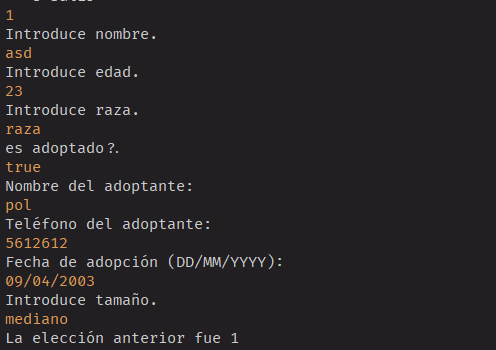 1
Introduce nombre.
asd
Introduce edad.
23
Introduce raza.
raza
es adoptado?.
true
Nombre del adoptante:
pol
Teléfono del adoptante:
5612612
Fecha de adopción (DD/MM/YYYY):
09/04/2003
Introduce tamaño.
mediano
La elección anterior fue 1